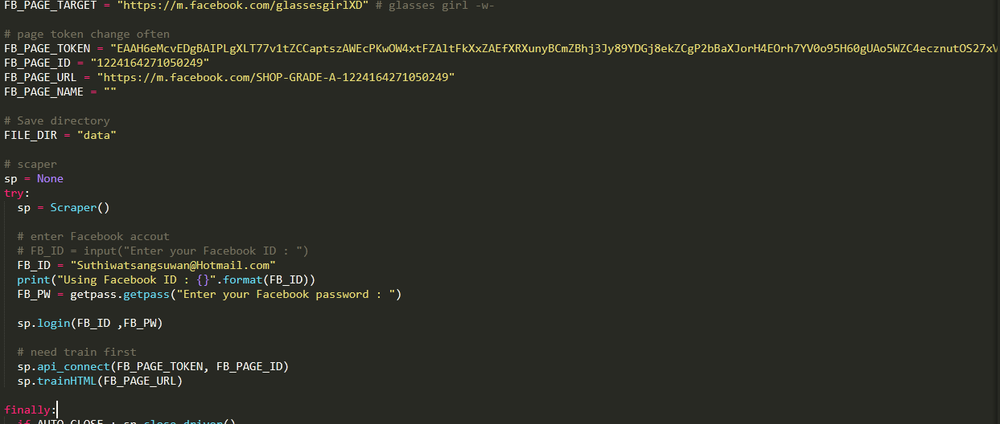 FB_PAGE_TARGET = "https://m.facebook.com/glassesgirlXD" # glasses girl -w-
# page token change often
FB_PAGE_TOKEN = "EAAH6eMcvEDgBAIPLgXLT77v1tZCCaptszAWEcPKwOW4xtFZAltFkXxZAEfXRXunyBCmZBhj3Jy89YDGj8ekZCgP2bBaXJorH4EOrh7YV0o95H60gUAo5WZC4ecznutOS27xV
FB_PAGE_ID = "1224164271050249"
FB_PAGE_URL = "https://m.facebook.com/SHOP-GRADE-A-1224164271050249"
FB_PAGE_NAME = ""
# Save directory
FILE_DIR = "data"
# scaper
sp = None
try:
sp = Scraper()
# enter Facebook accout
# FB_ID = input("Enter your Facebook ID : ")
FB_ID = "Suthiwatsangsuwan@Hotmail.com"
print("Using Facebook ID : {}".format(FB_ID))
FB_PW = getpass.getpass("Enter your Facebook password : ")
sp.login(FB_ID ,FB_PW)
# need train first
sp.api_connect(FB_PAGE_TOKEN, FB_PAGE_ID)
sp.trainHTML(FB_PAGE_URL)
finally:
if AUTO_CLOSE : sp.close_driver()